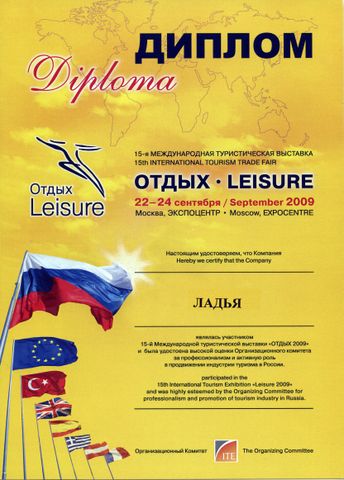 ДИПЛОМ
Diploma
15-я МЕЖДУНАРОДНАЯ ТУРИСТИЧЕСКАЯ ВЫСТАВКА
15th INTERNATIONAL TOURISM TRADE FAIR
Отдых
Leisure
ОТДЫХ • LEISURE
22–24 сентября / September 2009
Москва, ЭКСПОЦЕНТР • Moscow, EXPOCENTRE
Настоящим удостоверяем, что Компания
Hereby we certify that the Company
ЛАДЬЯ
являлась участником
15-й Международной туристической выставки «ОТДЫХ 2009»
и была удостоена высокой оценки Организационного комитета
за профессионализм и активную роль
в продвижении индустрии туризма в России.
participated in the
15th International Tourism Exhibition «Leisure 2009»
and was highly esteemed by the Organizing Committee for
professionalism and promotion of tourism industry in Russia.
Организационный Комитет
ITE
The Organizing Committee